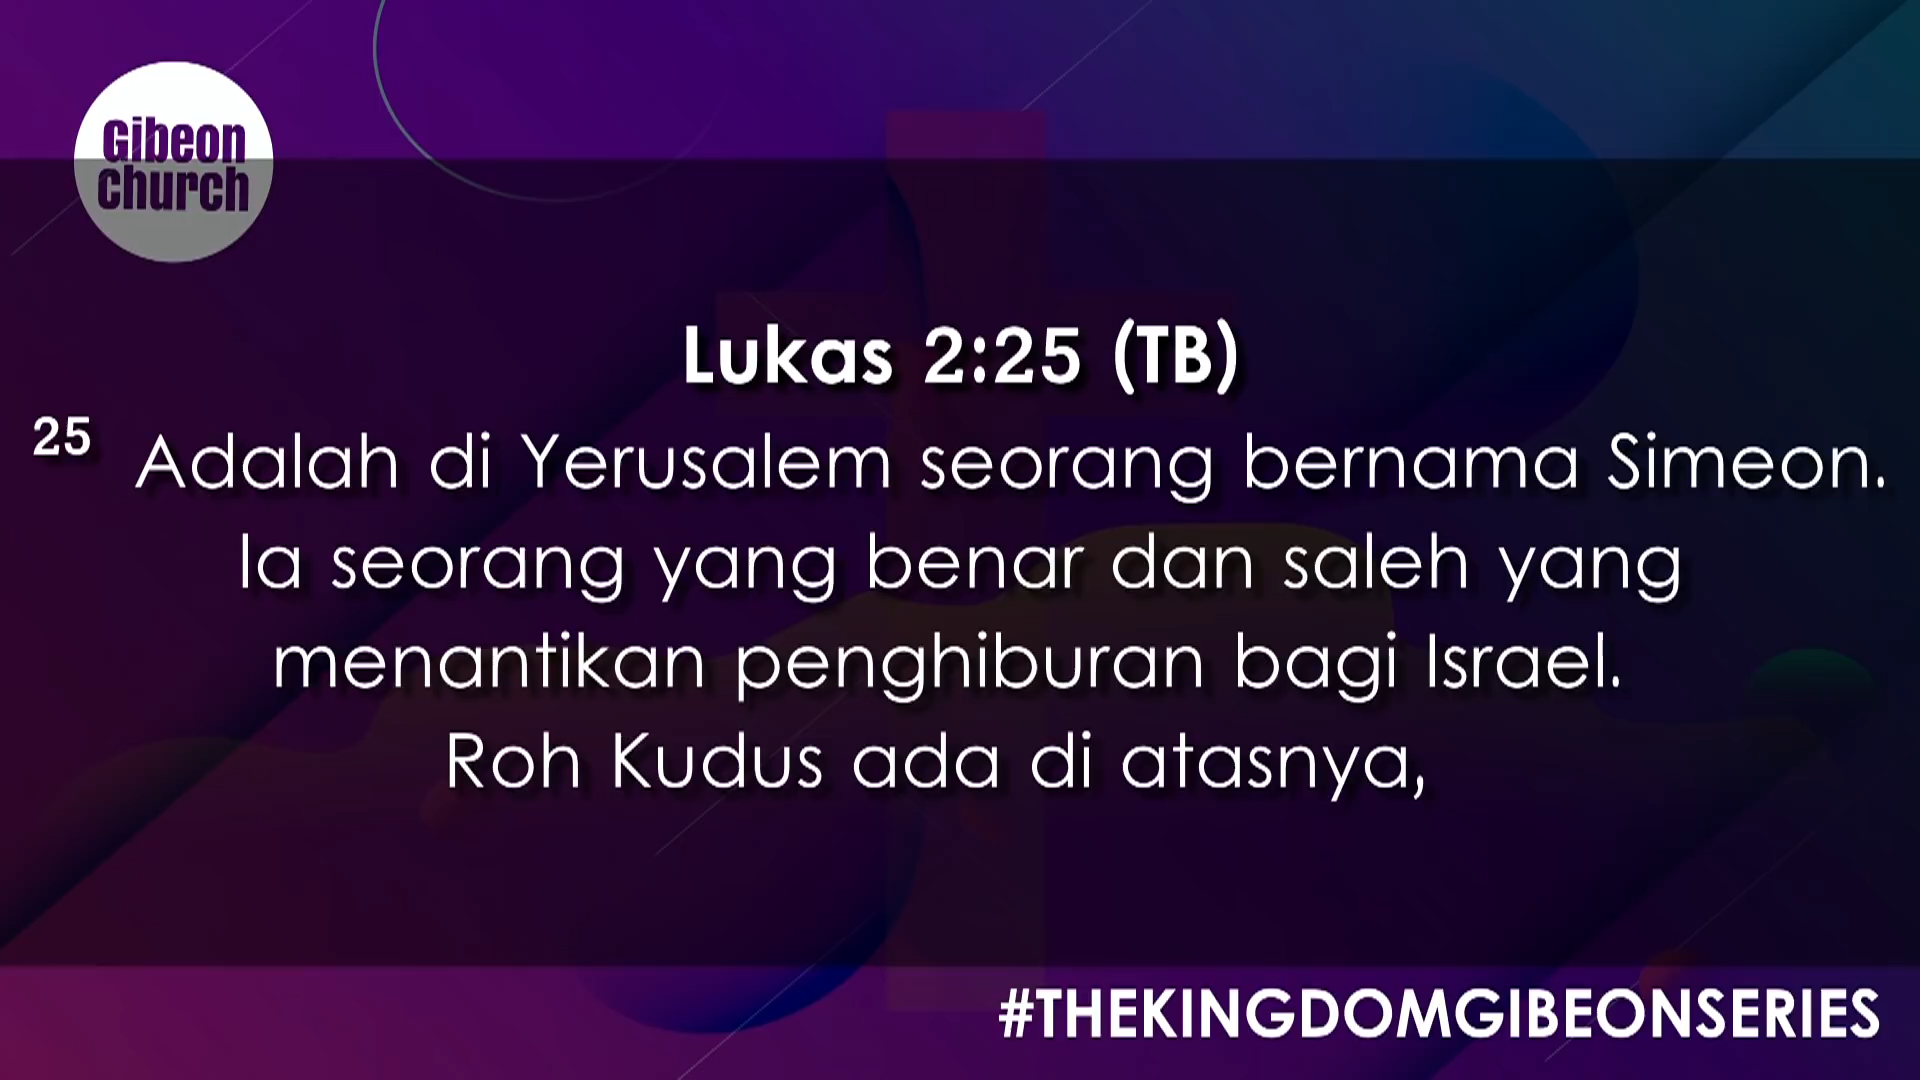 Gibeon
church
Lukas 2:25 (TB)
25 Adalah di Yerusalem seorang bernama Simeon.
Ia seorang yang benar dan saleh yang
menantikan penghiburan bagi Israel.
Roh Kudus ada di atasnya,
#THEKINGDOMGIBEONSERIES